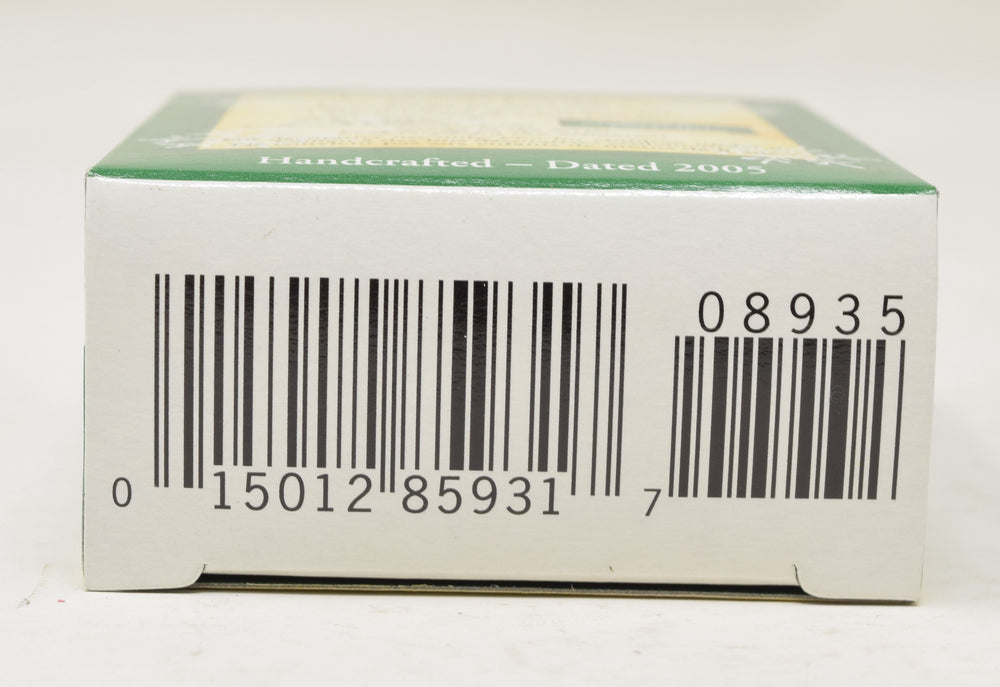 Handcrafted – Dated 2005
08935
0 15012 85931 7